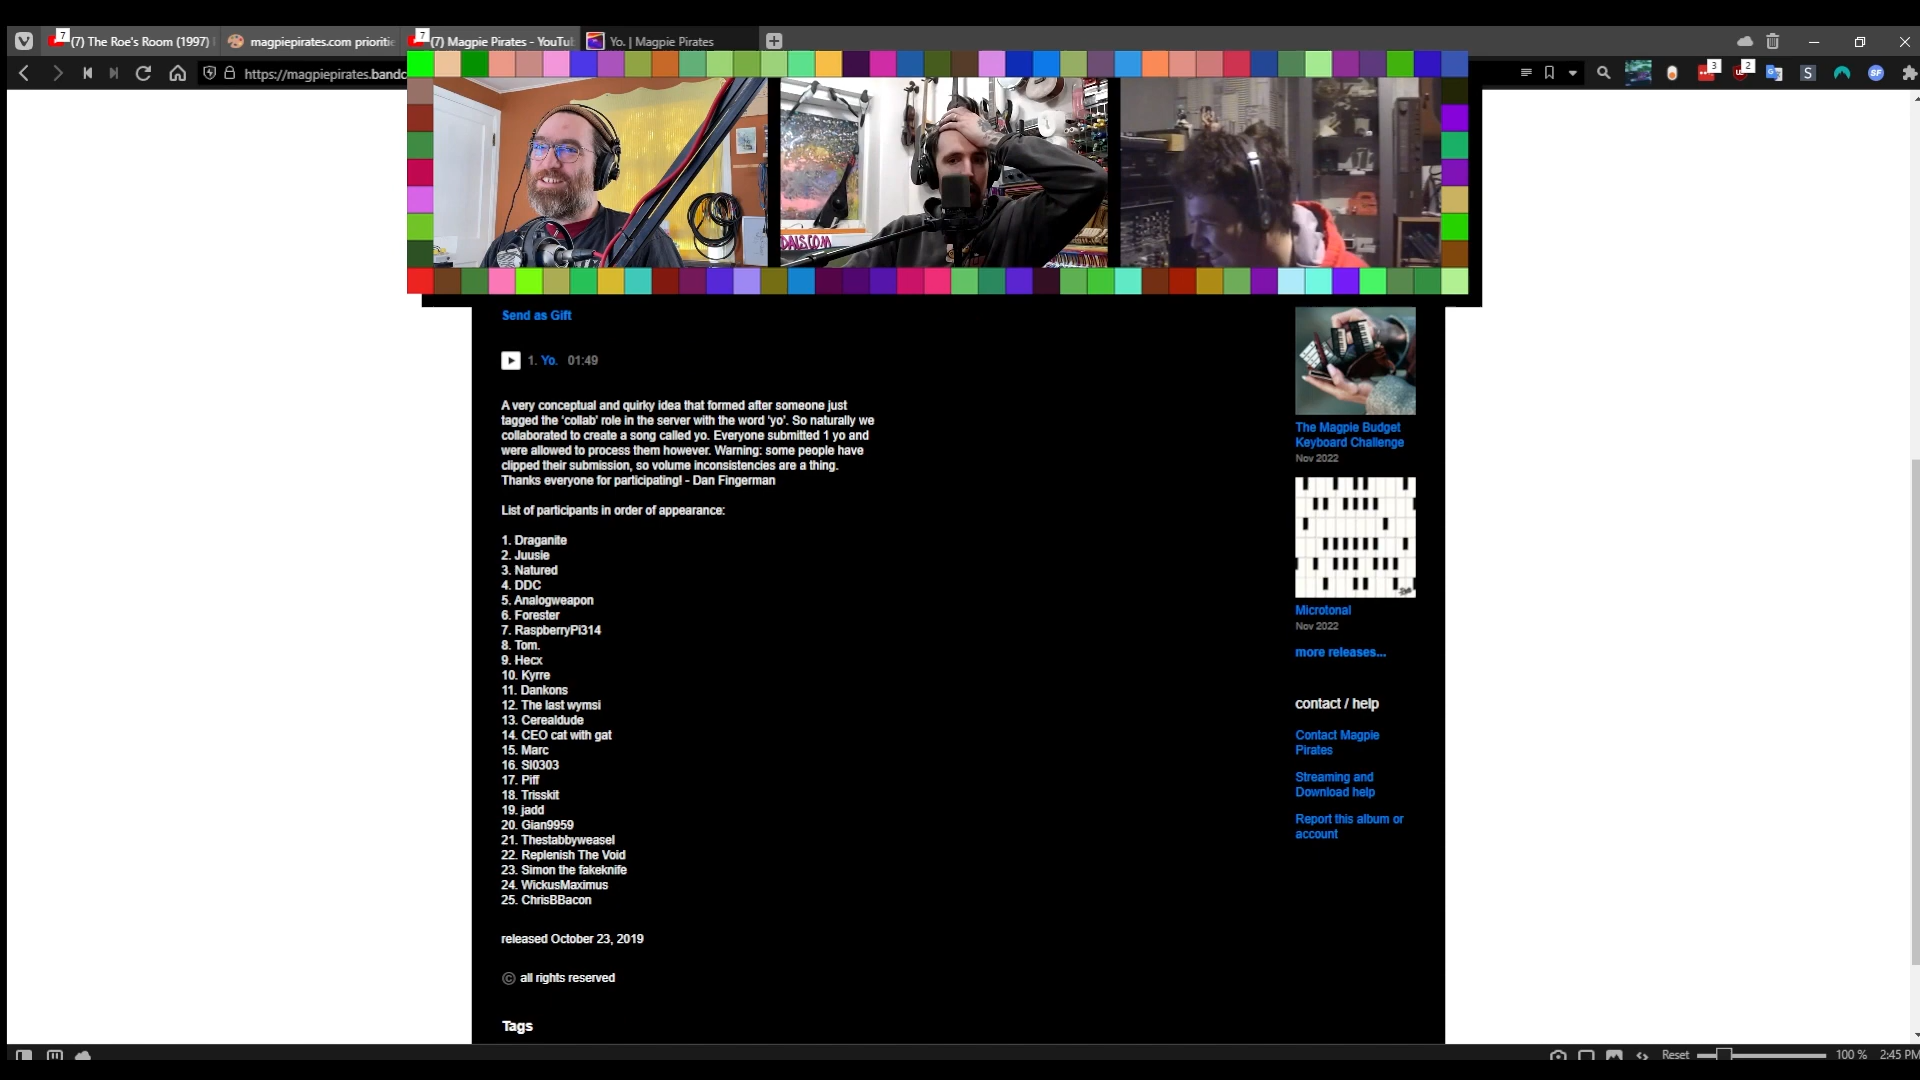 7
(7) The Roe's Room (1997)
magpiepirates.com prioriti
7
(7) Magpie Pirates - YouTu
Yo. | Magpie Pirates
https://magpiepirates.bandc
3
2
S
SF
DAIS.COM
Send as Gift
1. Yo. 01:49
A very conceptual and quirky idea that formed after someone just
tagged the 'collab' role in the server with the word 'yo'. So naturally we
collaborated to create a song called yo. Everyone submitted 1 yo and
were allowed to process them however. Warning: some people have
clipped their submission, so volume inconsistencies are a thing.
Thanks everyone for participating! - Dan Fingerman
List of participants in order of appearance:
1. Draganite
2. Juusie
3. Natured
4. DDC
5. Analogweapon
6. Forester
7. RaspberryPi314
8. Tom.
9. Hecx
10. Kyrre
11. Dankons
12. The last wymsi
13. Cerealdude
14. CEO cat with gat
15. Marc
16. Sl0303
17. Piff
18. Trisskit
19. jadd
20. Gian9959
21. Thestabbyweasel
22. Replenish The Void
23. Simon the fakeknife
24. WickusMaximus
25. ChrisBBacon
released October 23, 2019
© all rights reserved
Tags
The Magpie Budget
Keyboard Challenge
Nov 2022
Microtonal
Nov 2022
more releases...
contact / help
Contact Magpie
Pirates
Streaming and
Download help
Report this album or
account
Reset
100 %
2:45 PM